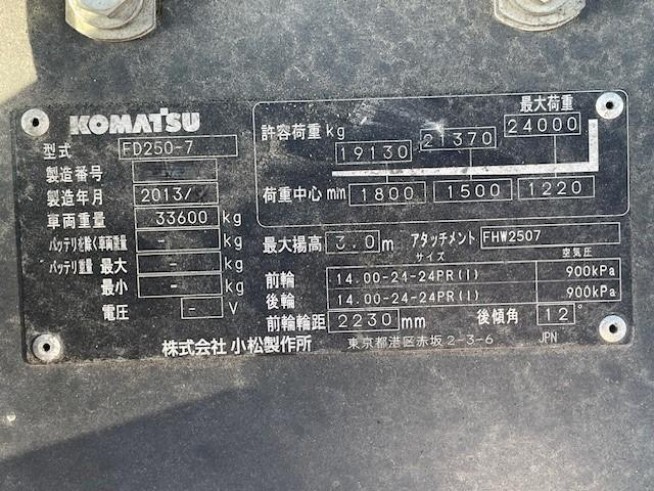 KOMATSU
型式 FD250-7
製造番号
製造年月 2013/
車両重量 33600 kg
バッテリを除く車両重量 - kg
バッテリ重量 最大 - kg
最小 - kg
電圧 - V
最大荷重
許容荷重 kg 19130 21370 24000
荷重中心 mm 1800 1500 1220
最大揚高 3.0 m アタッチメント FHW2507
サイズ 空気圧
前輪 14.00-24-24PR(I) 900kPa
後輪 14.00-24-24PR(I) 900kPa
前輪輪距 2230 mm 後傾角 12°
株式会社 小松製作所 東京都港区赤坂 2-3-6 JPN